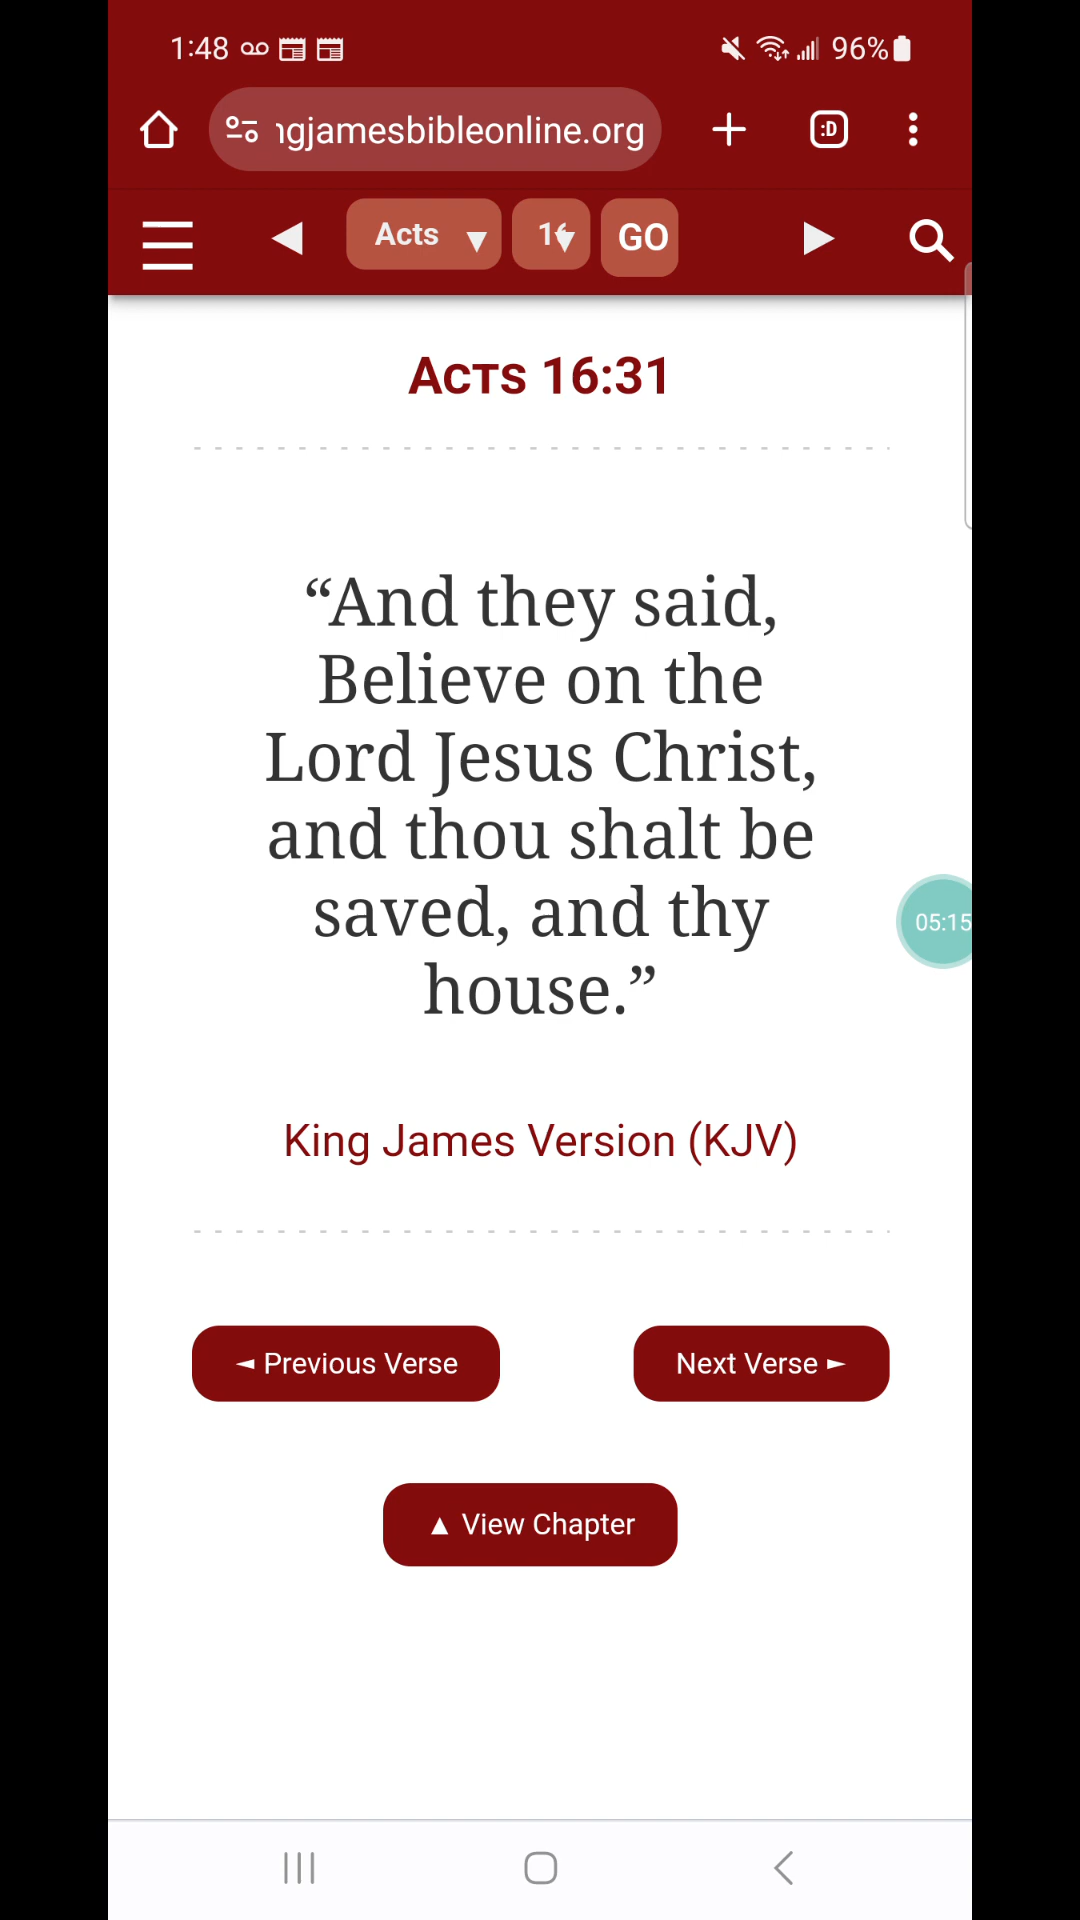 1:48 96%
ngjamesbibleonline.org :D
Acts 16 GO
Acts 16:31
“And they said,
Believe on the
Lord Jesus Christ,
and thou shalt be
saved, and thy
house.”
05:15
King James Version (KJV)
◄ Previous Verse Next Verse ►
▲ View Chapter